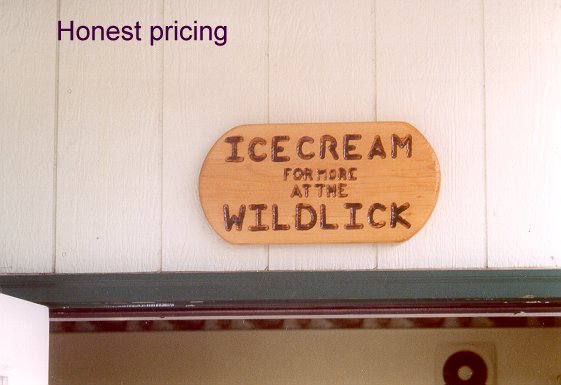 Honest pricing
ICECREAM
FOR MORE
AT THE
WILDLICK